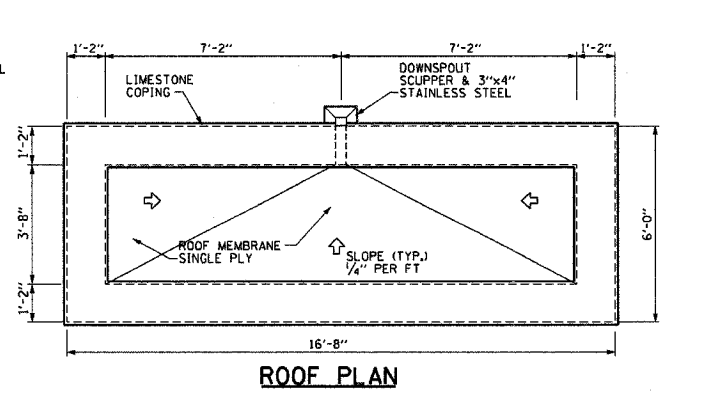 L
1'-2"
7'-2"
7'-2"
1'-2"
LIMESTONE
COPING
DOWNSPOUT
SCUPPER & 3"x4"
STAINLESS STEEL
1'-2"
3'-8"
1'-2"
6'-0"
ROOF MEMBRANE
SINGLE PLY
SLOPE (TYP.)
1/4" PER FT
16'-8"
ROOF PLAN